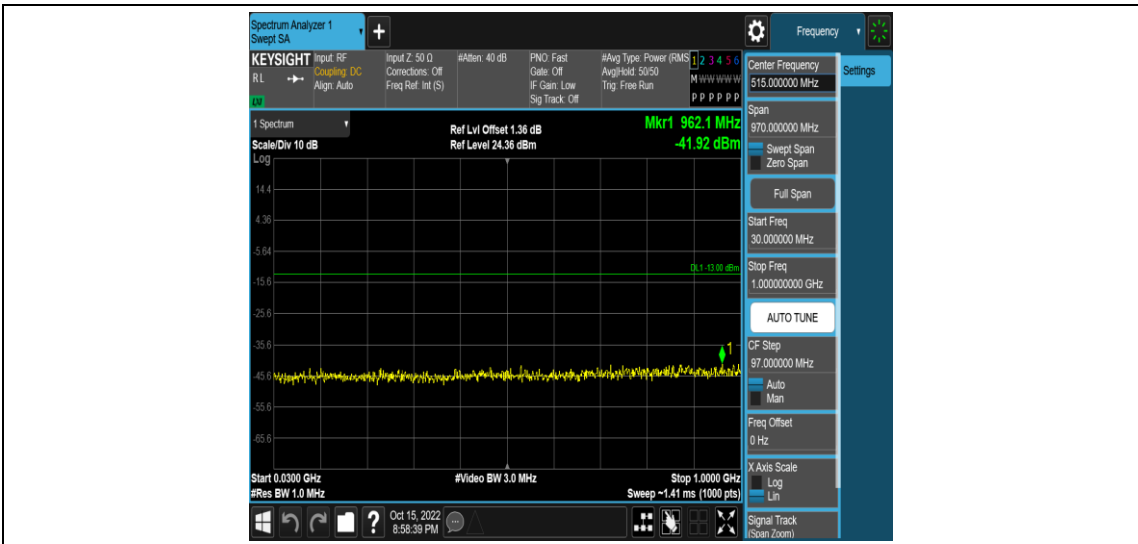 Spectrum Analyzer 1
Swept SA
+
Frequency
KEYSIGHT
RL
LXI
Input: RF
Coupling: DC
Align: Auto
Input Z: 50 Ω
Corrections: Off
Freq Ref: Int (S)
#Atten: 40 dB
PNO: Fast
Gate: Off
IF Gain: Low
Sig Track: Off
#Avg Type: Power (RMS
Avg|Hold: 50/50
Trig: Free Run
1 2 3 4 5 6
M W W W W W
P P P P P P
1 Spectrum
Scale/Div 10 dB
Log
Ref Lvl Offset 1.36 dB
Ref Level 24.36 dBm
Mkr1 962.1 MHz
-41.92 dBm
14.4
4.36
-5.64
DL1 -13.00 dBm
-15.6
-25.6
-35.6
1
-45.6
-55.6
-65.6
Start 0.0300 GHz
#Res BW 1.0 MHz
#Video BW 3.0 MHz
Stop 1.0000 GHz
Sweep ~1.41 ms (1000 pts)
?
Oct 15, 2022
8:58:39 PM
Center Frequency
515.000000 MHz
Settings
Span
970.000000 MHz
Swept Span
Zero Span
Full Span
Start Freq
30.000000 MHz
Stop Freq
1.000000000 GHz
AUTO TUNE
CF Step
97.000000 MHz
Auto
Man
Freq Offset
0 Hz
X Axis Scale
Log
Lin
Signal Track
(Span Zoom)